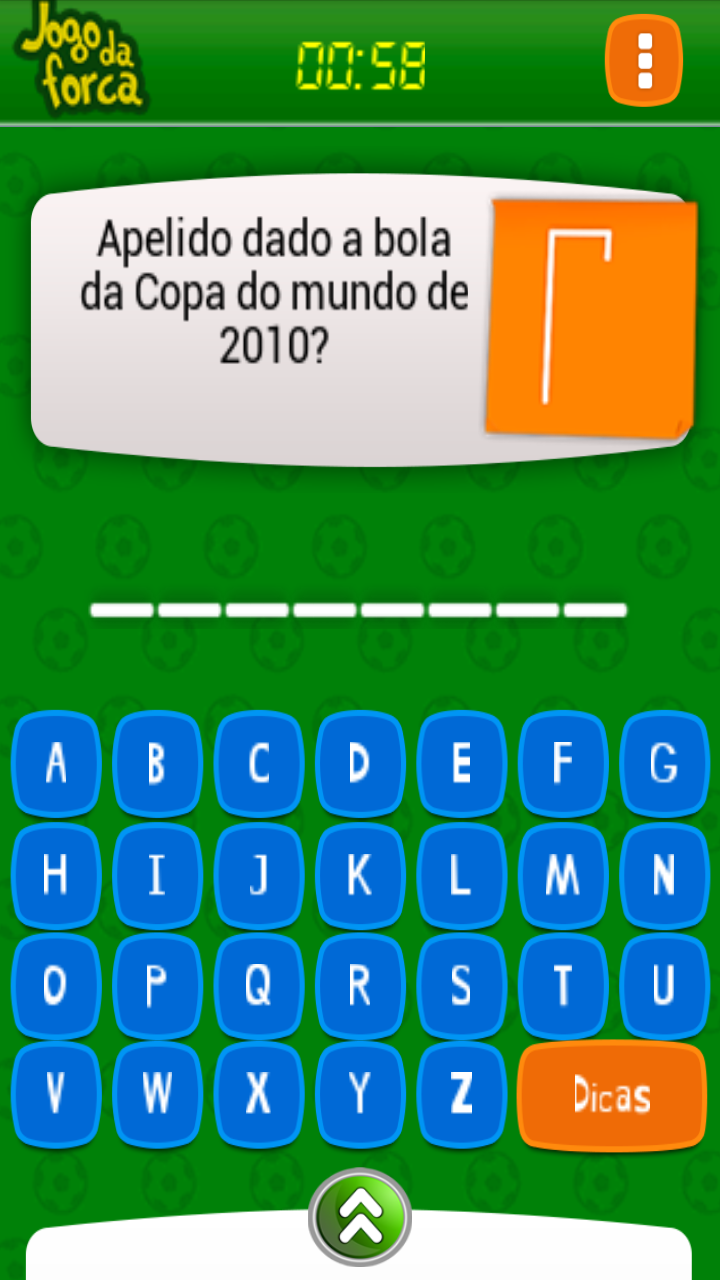 Jogo da
forca
00:58
Apelido dado a bola
da Copa do mundo de
2010?
A B C D E F G
H I J K L M N
O P Q R S T U
V W X Y Z Dicas